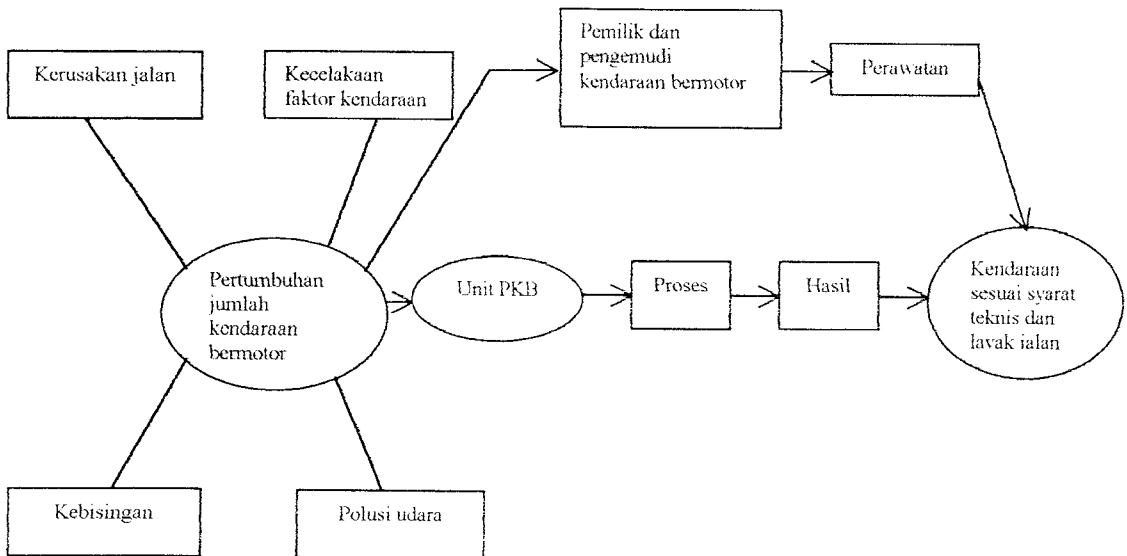 Kerusakan jalan
Kecelakaan
faktor kendaraan
Pemilik dan
pengemudi
kendaraan bermotor
Perawatan
Pertumbuhan
jumlah
kendaraan
bermotor
Unit PKB
Proses
Hasil
Kendaraan
sesuai syarat
teknis dan
layak jalan
Kebisingan
Polusi udara